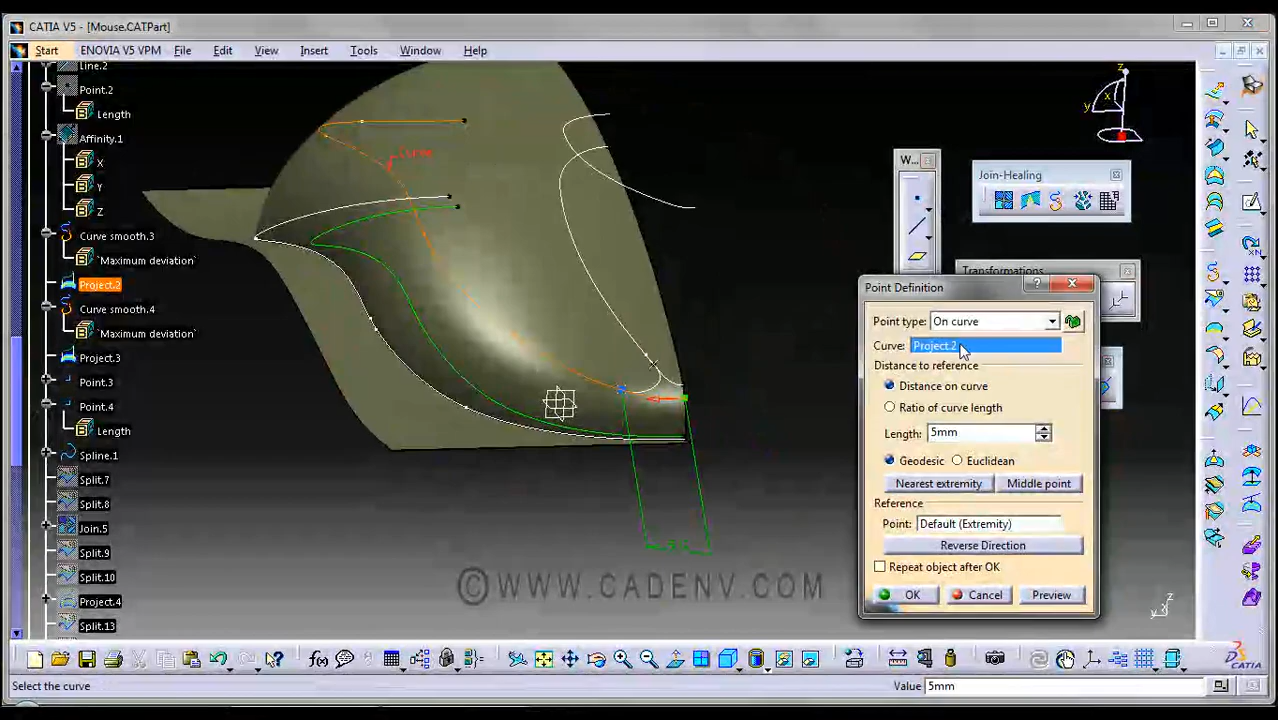 CATIA V5 - [Mouse.CATPart]
Start ENOVIA V5 VPM File Edit View Insert Tools Window Help
Line.2
Point.2
Length
Affinity.1
X
Y
Z
Curve smooth.3
`Maximum deviation`
Project.2
Curve smooth.4
`Maximum deviation`
Project.3
Point.3
Point.4
Length
Spline.1
Split.7
Split.8
Join.5
Split.9
Split.10
Project.4
Split.13
Curve
z
y
x
W...
Join-Healing
Transformations
Point Definition
Point type: On curve
Curve: Project.2
Distance to reference
Distance on curve
Ratio of curve length
Length: 5mm
Geodesic Euclidean
Nearest extremity Middle point
Reference
Point: Default (Extremity)
Reverse Direction
Repeat object after OK
OK Cancel Preview
©WWW.CADENV.COM
z
y x
f(x)
CATIA
Select the curve
Value 5mm